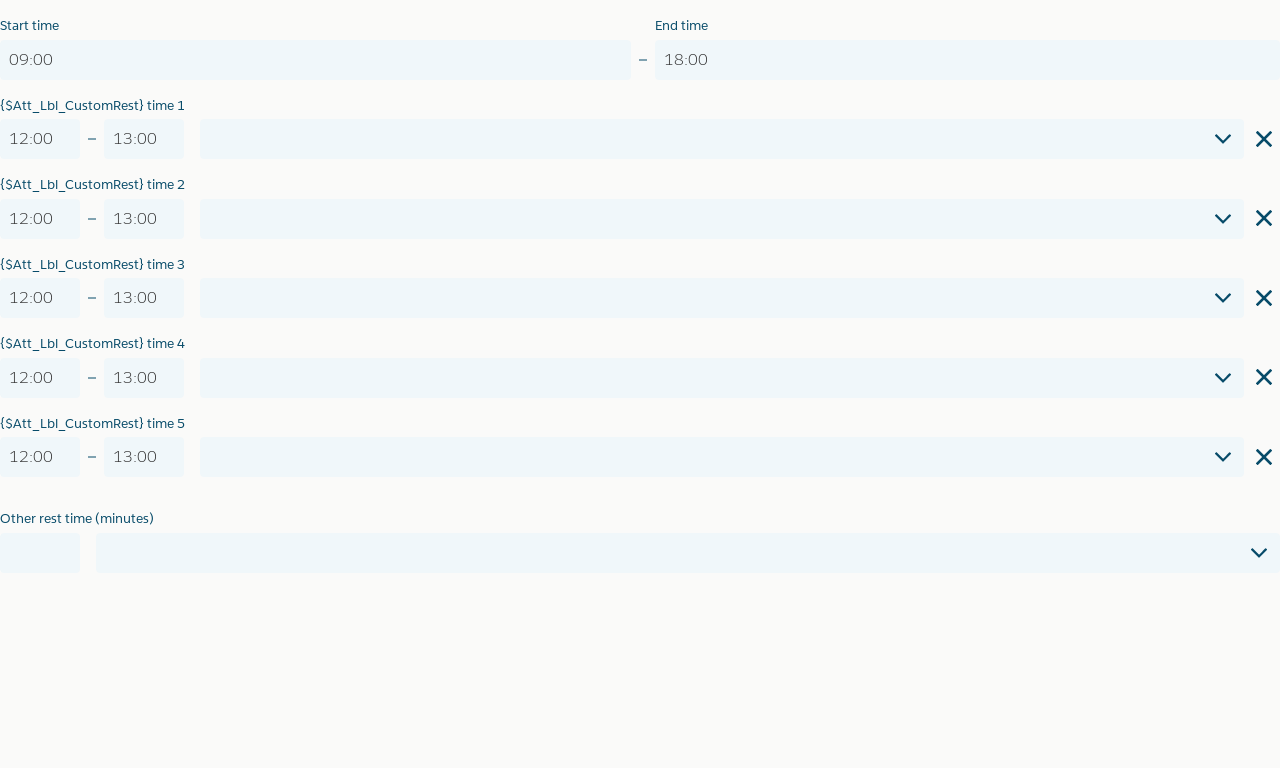 Start time End time
09:00 – 18:00
{$Att_Lbl_CustomRest} time 1
12:00 – 13:00
{$Att_Lbl_CustomRest} time 2
12:00 – 13:00
{$Att_Lbl_CustomRest} time 3
12:00 – 13:00
{$Att_Lbl_CustomRest} time 4
12:00 – 13:00
{$Att_Lbl_CustomRest} time 5
12:00 – 13:00
Other rest time (minutes)